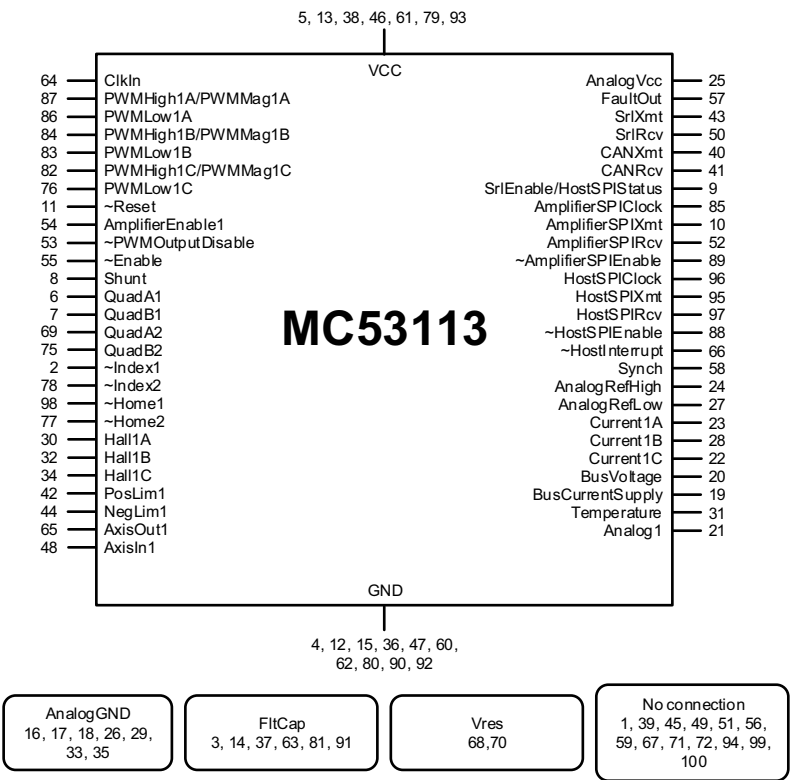 5, 13, 38, 46, 61, 79, 93
VCC
64 ClkIn
87 PWMHigh1A/PWMMag1A
86 PWMLow1A
84 PWMHigh1B/PWMMag1B
83 PWMLow1B
82 PWMHigh1C/PWMMag1C
76 PWMLow1C
11 ~Reset
54 AmplifierEnable1
53 ~PWMOutputDisable
55 ~Enable
8 Shunt
6 QuadA1
7 QuadB1
69 QuadA2
75 QuadB2
2 ~Index1
78 ~Index2
98 ~Home1
77 ~Home2
30 Hall1A
32 Hall1B
34 Hall1C
42 PosLim1
44 NegLim1
65 AxisOut1
48 AxisIn1
MC53113
AnalogVcc 25
FaultOut 57
SrlXmt 43
SrlRcv 50
CANXmt 40
CANRcv 41
SrlEnable/HostSPIStatus 9
AmplifierSPIClock 85
AmplifierSPIXmt 10
AmplifierSPIRcv 52
~AmplifierSPIEnable 89
HostSPIClock 96
HostSPIXmt 95
HostSPIRcv 97
~HostSPIEnable 88
~HostInterrupt 66
Synch 58
AnalogRefHigh 24
AnalogRefLow 27
Current1A 23
Current1B 28
Current1C 22
BusVoltage 20
BusCurrentSupply 19
Temperature 31
Analog1 21
GND
4, 12, 15, 36, 47, 60,
62, 80, 90, 92
AnalogGND
16, 17, 18, 26, 29,
33, 35
FltCap
3, 14, 37, 63, 81, 91
Vres
68,70
No connection
1, 39, 45, 49, 51, 56,
59, 67, 71, 72, 94, 99,
100